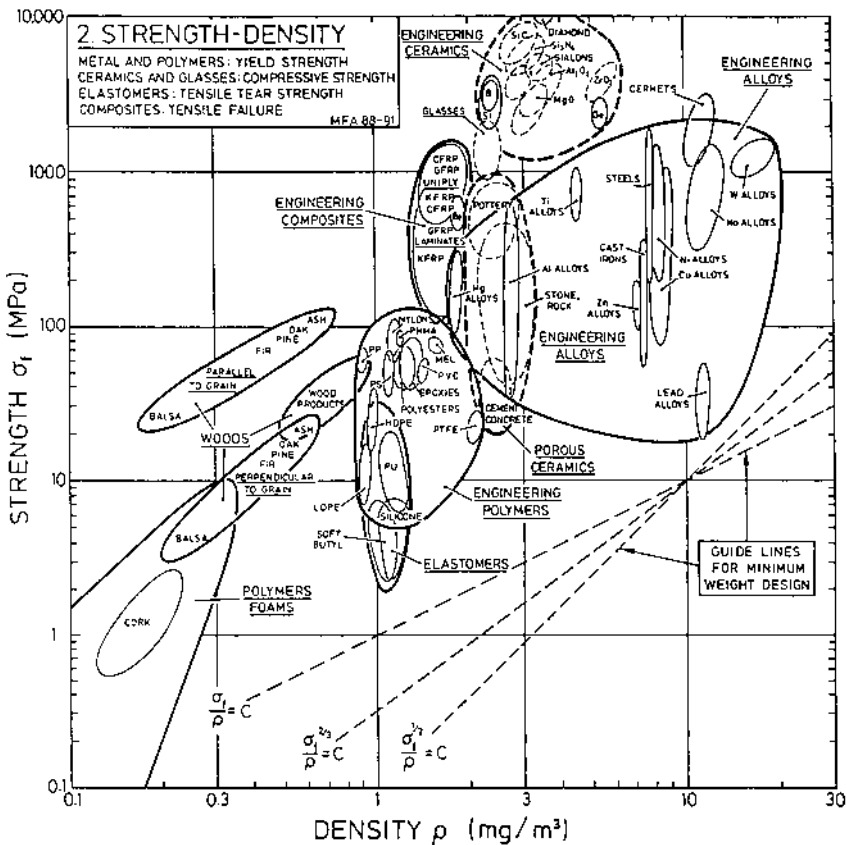 2. STRENGTH-DENSITY
METAL AND POLYMERS: YIELD STRENGTH
CERAMICS AND GLASSES: COMPRESSIVE STRENGTH
ELASTOMERS: TENSILE TEAR STRENGTH
COMPOSITES: TENSILE FAILURE
MFA 88-91
10,000
1000
100
10
1
0.1
STRENGTH σf (MPa)
0.1
0.3
1
3
10
30
DENSITY ρ (mg/m³)
ENGINEERING
CERAMICS
DIAMOND
SiC
Si3N4
SIALONS
Al2O3
ZrO2
MgO
B
Si
Ge
GLASSES
CERMETS
ENGINEERING
ALLOYS
CFRP
GFRP
UNIPLY
KFRP
CFRP
Be
GFRP
LAMINATES
KFRP
ENGINEERING
COMPOSITES
POTTERY
Ti
ALLOYS
STEELS
W ALLOYS
Mo ALLOYS
CAST
IRONS
Ni ALLOYS
Cu ALLOYS
Mg
ALLOYS
Al ALLOYS
STONE,
ROCK
Zn
ALLOYS
ENGINEERING
ALLOYS
LEAD
ALLOYS
ASH
OAK
PINE
FIR
PARALLEL
TO GRAIN
BALSA
WOOD
PRODUCTS
WOODS
ASH
OAK
PINE
FIR
PERPENDICULAR
TO GRAIN
BALSA
NYLONS
PMMA
PP
MEL
PS
PVC
EPOXIES
POLYESTERS
HDPE
PTFE
PU
LDPE
SILICONE
SOFT
BUTYL
CEMENT
CONCRETE
POROUS
CERAMICS
ENGINEERING
POLYMERS
ELASTOMERS
POLYMERS
FOAMS
CORK
GUIDE LINES
FOR MINIMUM
WEIGHT DESIGN
σf/ρ = C
σf^2/3/ρ = C
σf^1/2/ρ = C